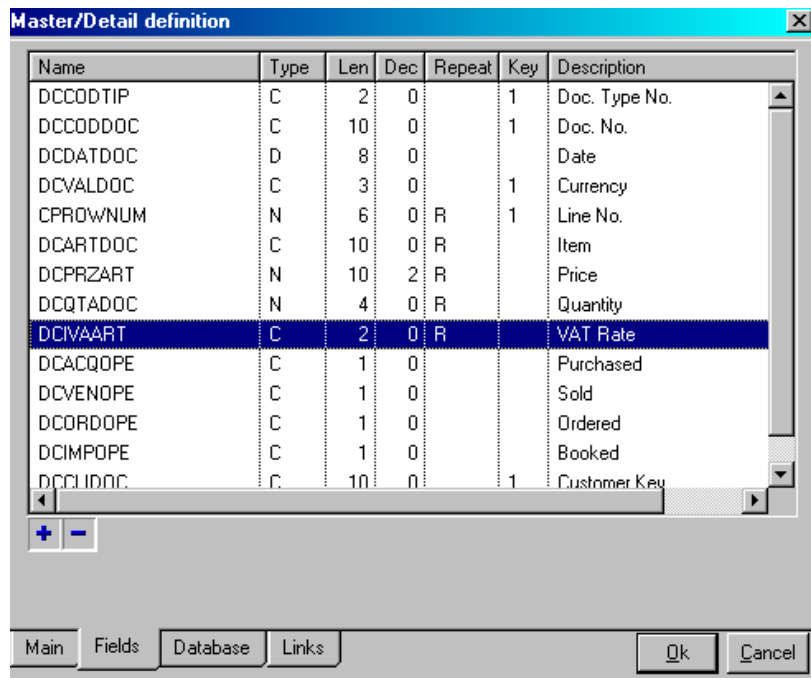 Master/Detail definition
Name Type Len Dec Repeat Key Description
DCCODTIP C 2 0 1 Doc. Type No.
DCCODDOC C 10 0 1 Doc. No.
DCDATDOC D 8 0 Date
DCVALDOC C 3 0 1 Currency
CPROWNUM N 6 0 R 1 Line No.
DCARTDOC C 10 0 R Item
DCPRZART N 10 2 R Price
DCQTADOC N 4 0 R Quantity
DCIVAART C 2 0 R VAT Rate
DCACQOPE C 1 0 Purchased
DCVENOPE C 1 0 Sold
DCORDOPE C 1 0 Ordered
DCIMPOPE C 1 0 Booked
DCCLIDOC C 10 0 1 Customer Key
Main Fields Database Links Ok Cancel